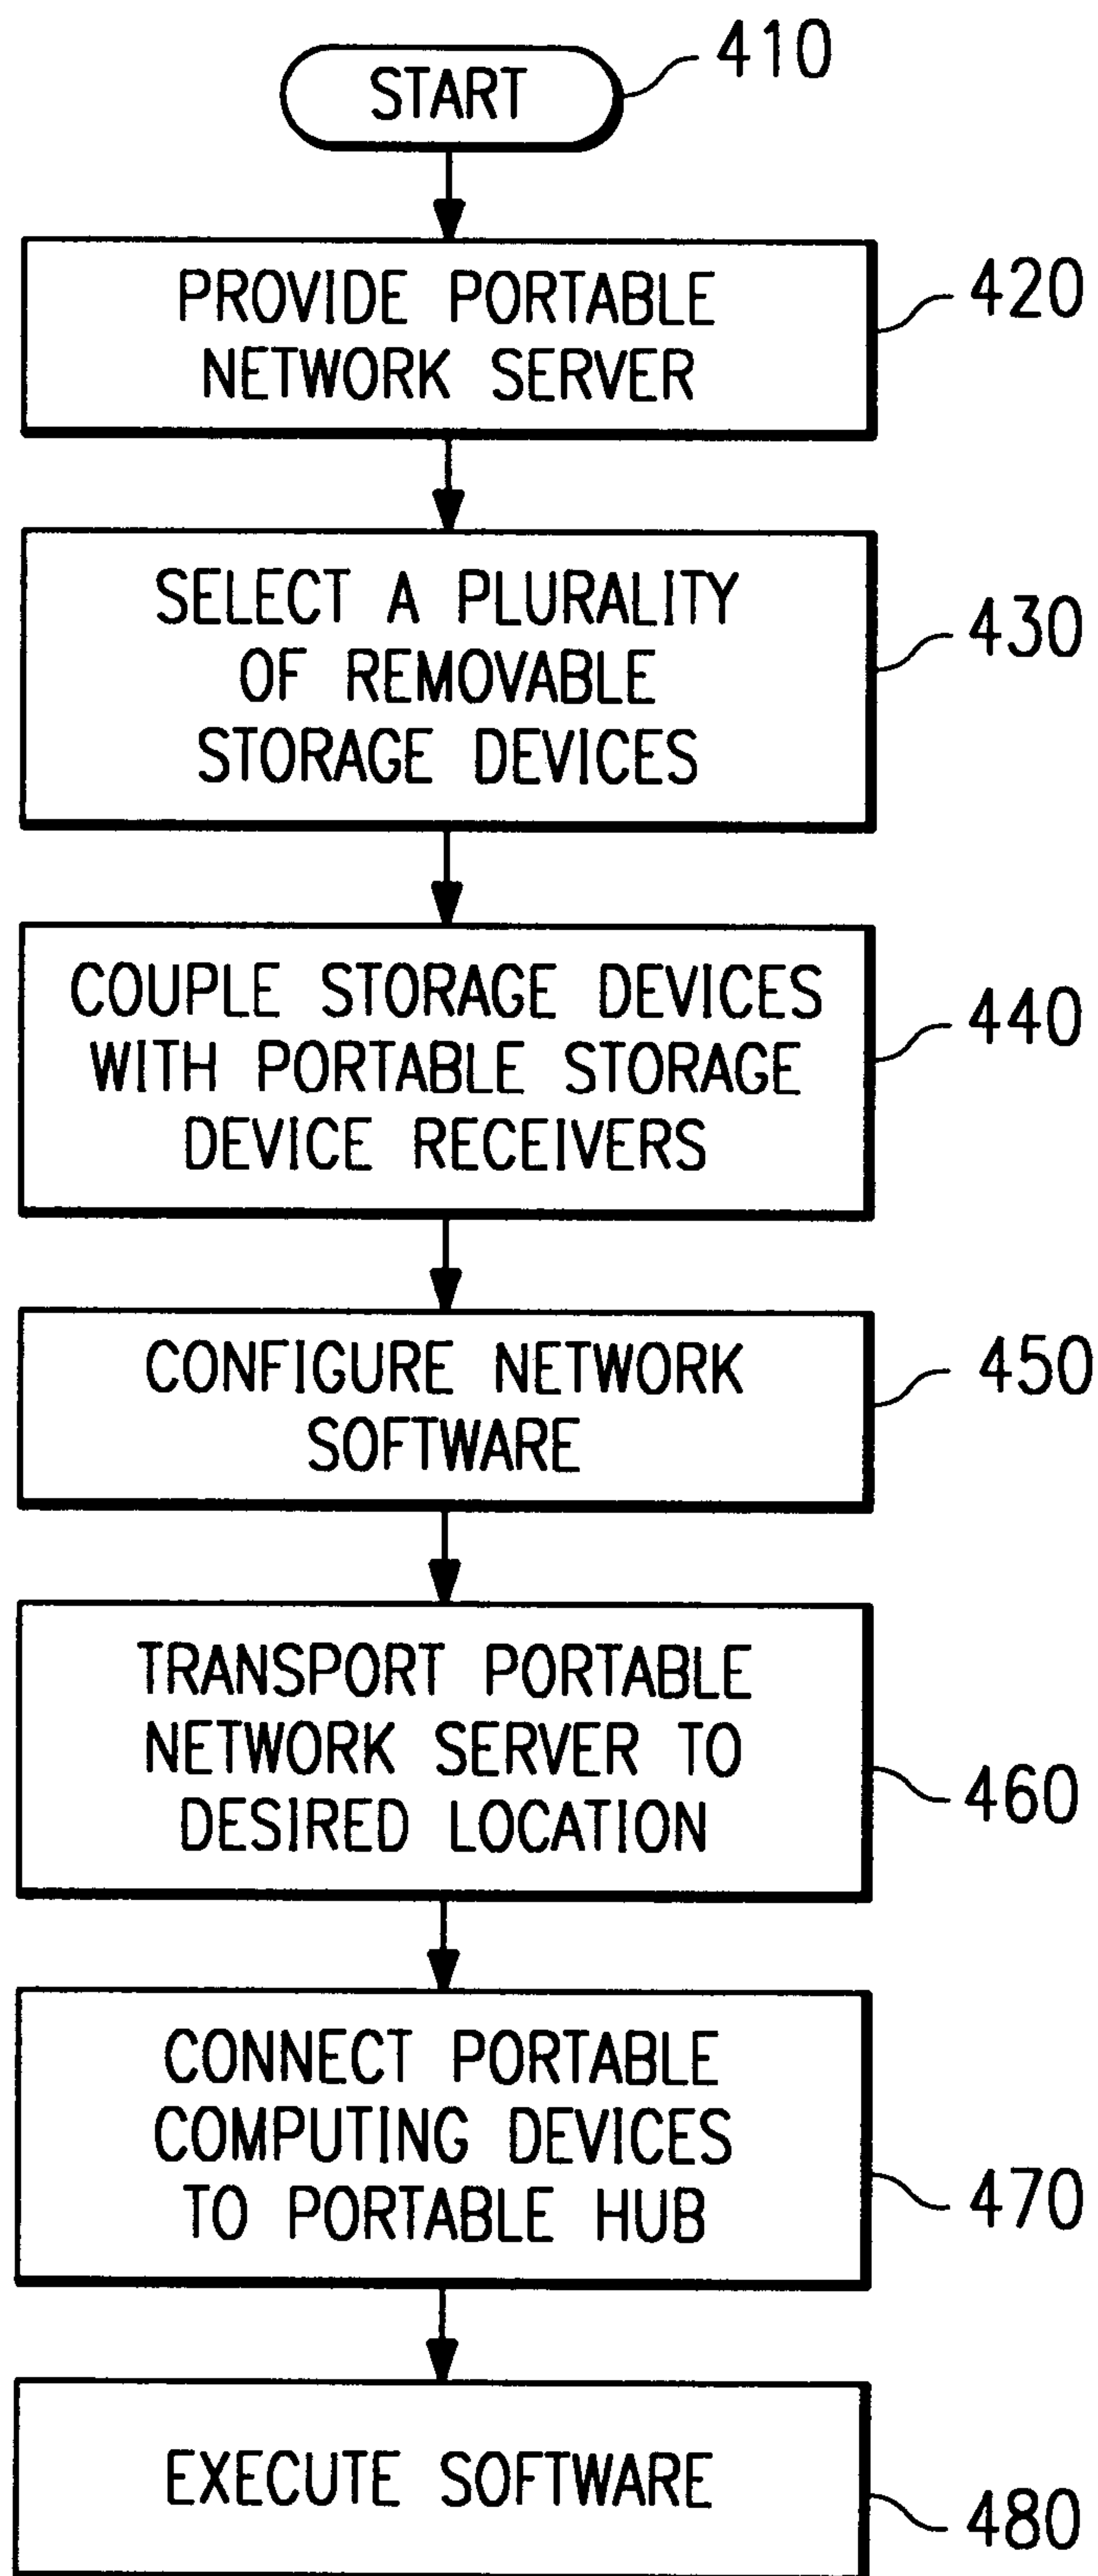 START
410
PROVIDE PORTABLE
NETWORK SERVER
420
SELECT A PLURALITY
OF REMOVABLE
STORAGE DEVICES
430
COUPLE STORAGE DEVICES
WITH PORTABLE STORAGE
DEVICE RECEIVERS
440
CONFIGURE NETWORK
SOFTWARE
450
TRANSPORT PORTABLE
NETWORK SERVER TO
DESIRED LOCATION
460
CONNECT PORTABLE
COMPUTING DEVICES
TO PORTABLE HUB
470
EXECUTE SOFTWARE
480